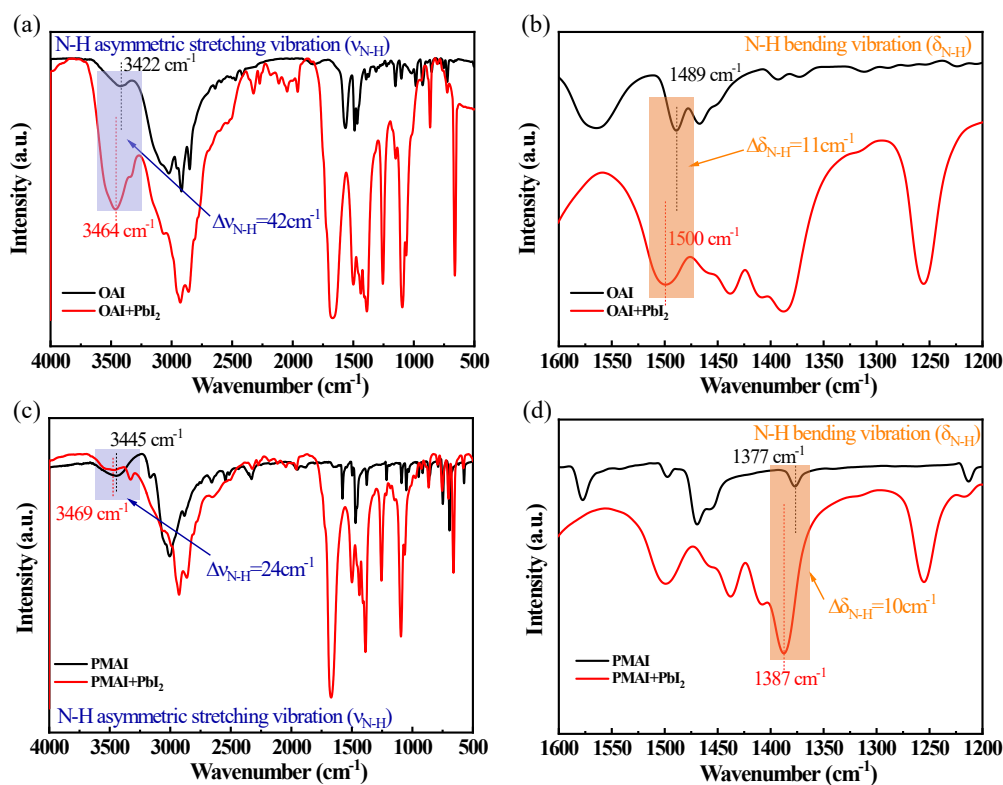 (a)
N-H asymmetric stretching vibration (νN-H)
3422 cm-1
ΔνN-H=42cm-1
3464 cm-1
OAI
OAI+PbI2
Intensity (a.u.)
4000 3500 3000 2500 2000 1500 1000 500
Wavenumber (cm-1)
(b)
N-H bending vibration (δN-H)
1489 cm-1
ΔδN-H=11cm-1
1500 cm-1
OAI
OAI+PbI2
Intensity (a.u.)
1600 1500 1400 1350 1300 1250 1200
Wavenumber (cm-1)
(c)
3445 cm-1
3469 cm-1
ΔνN-H=24cm-1
PMAI
PMAI+PbI2
N-H asymmetric stretching vibration (νN-H)
Intensity (a.u.)
4000 3500 3000 2500 2000 1500 1000 500
Wavenumber (cm-1)
(d)
N-H bending vibration (δN-H)
1377 cm-1
ΔδN-H=10cm-1
PMAI
PMAI+PbI2
1387 cm-1
Intensity (a.u.)
1600 1500 1400 1350 1300 1250 1200
Wavenumber (cm-1)